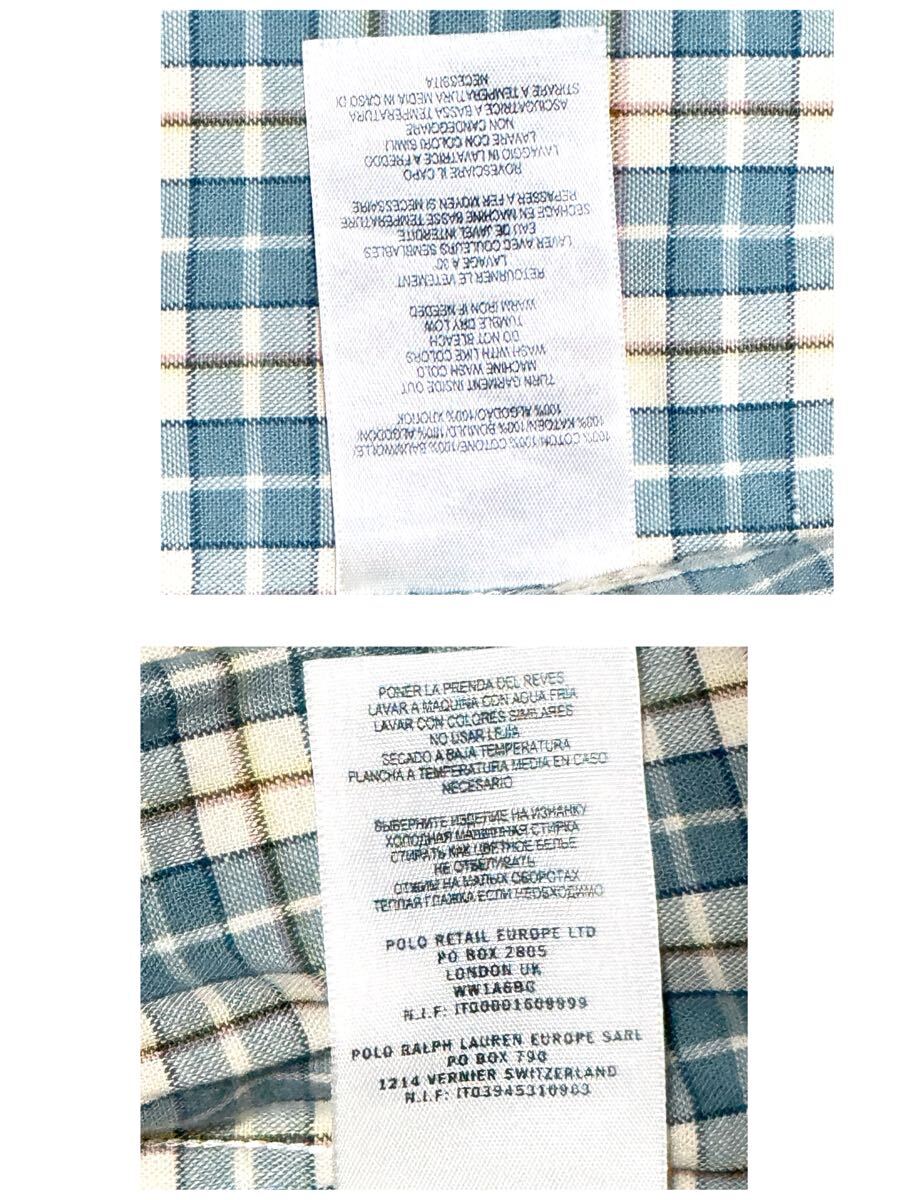 100% COTTON/100% COTONE/100% BAUMWOLLE/
100% KATOEN/100% BOMULD/100% ALGODON/
100% ALGODAO/100% ХЛОПОК
TURN GARMENT INSIDE OUT
MACHINE WASH COLD
WASH WITH LIKE COLORS
DO NOT BLEACH
TUMBLE DRY LOW
WARM IRON IF NEEDED
RETOURNER LE VETEMENT
LAVAGE A 30°
LAVER AVEC COULEURS SEMBLABLES
EAU DE JAVEL INTERDITE
SECHAGE EN MACHINE BASSE TEMPERATURE
REPASSER A FER MOYEN SI NECESSAIRE
ROVESCIARE IL CAPO
LAVAGGIO IN LAVATRICE A FREDDO
LAVARE CON COLORI SIMILI
NON CANDEGGIARE
ASCIUGATRICE A BASSA TEMPERATURA
STIRARE A TEMPERATURA MEDIA IN CASO DI
NECESSITA
PONER LA PRENDA DEL REVES
LAVAR A MAQUINA CON AGUA FRIA
LAVAR CON COLORES SIMILARES
NO USAR LEJIA
SECADO A BAJA TEMPERATURA
PLANCHA A TEMPERATURA MEDIA EN CASO
NECESARIO
ВЫВЕРНИТЕ ИЗДЕЛИЕ НА ИЗНАНКУ
ХОЛОДНАЯ МАШИННАЯ СТИРКА
СТИРАТЬ КАК ЦВЕТНОЕ БЕЛЬЕ
НЕ ОТБЕЛИВАТЬ
ОТЖИМ НА МАЛЫХ ОБОРОТАХ
ТЕПЛАЯ ГЛАЖКА ЕСЛИ НЕОБХОДИМО
POLO RETAIL EUROPE LTD
PO BOX 2805
LONDON UK
WW1A6BG
N.I.F: IT00001609999
POLO RALPH LAUREN EUROPE SARL
PO BOX 790
1214 VERNIER SWITZERLAND
N.I.F: IT03945310963